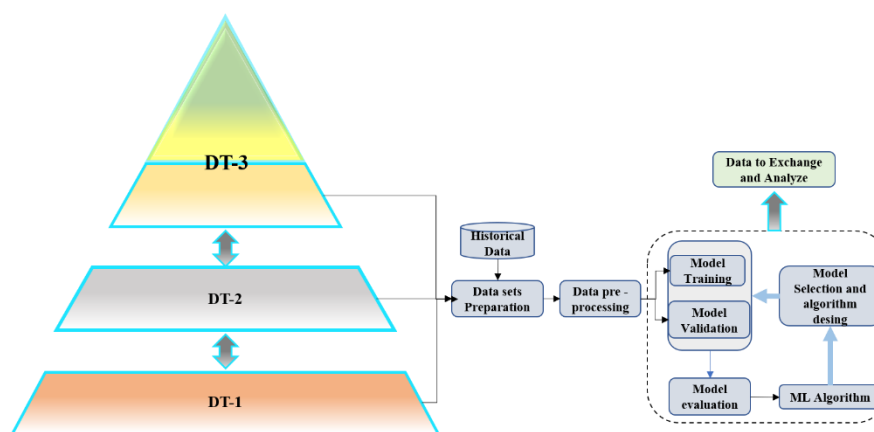 DT-3
DT-2
DT-1
Historical
Data
Data sets
Preparation
Data pre -
processing
Data to Exchange
and Analyze
Model
Training
Model
Validation
Model
Selection and
algorithm
desing
Model
evaluation
ML Algorithm